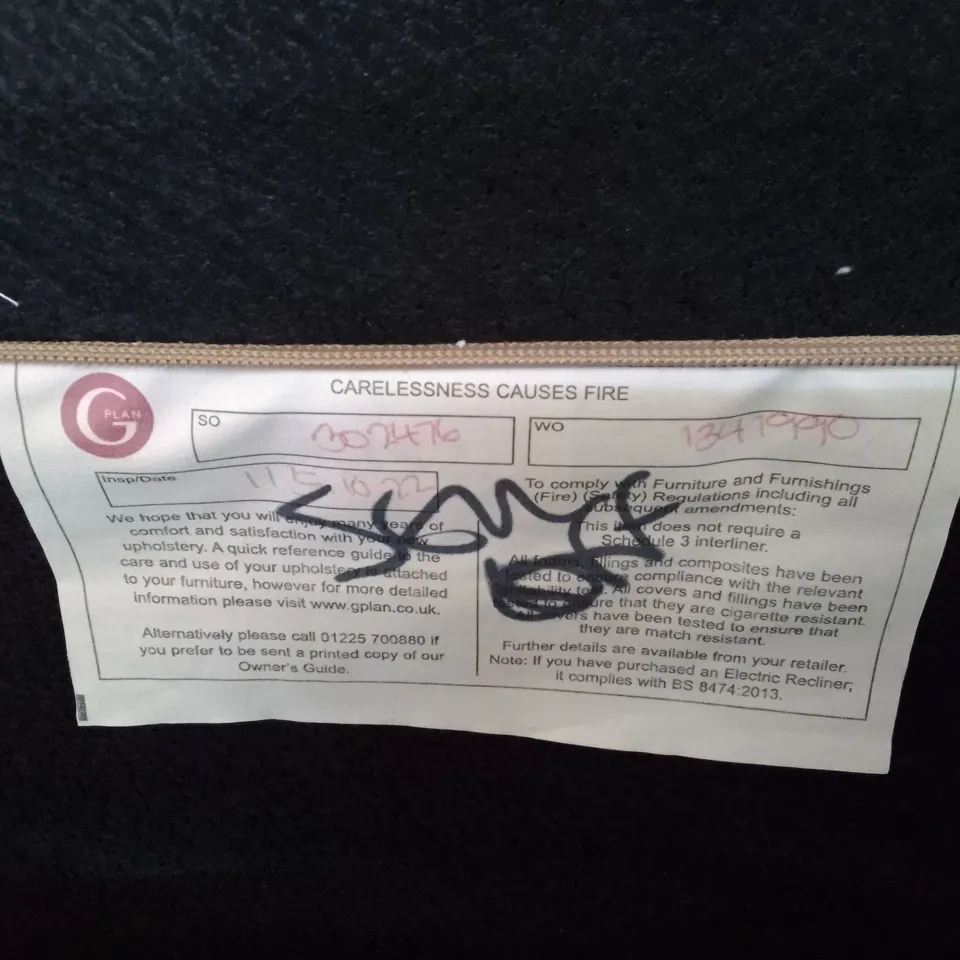 G PLAN
CARELESSNESS CAUSES FIRE
SO 302476
WO
Insp/Date 10-22
We hope that you will enjoy many years of
comfort and satisfaction with your new
upholstery. A quick reference guide to the
care and use of your upholstery is attached
to your furniture, however for more detailed
information please visit www.gplan.co.uk.
Alternatively please call 01225 700880 if
you prefer to be sent a printed copy of our
Owner's Guide.
To comply with Furniture and Furnishings
(Fire) (Safety) Regulations including all
subsequent amendments:
This item does not require a
Schedule 3 interliner.
All foams, fillings and composites have been
tested to ensure compliance with the relevant
ignitability test. All covers and fillings have been
tested to ensure that they are cigarette resistant.
All covers have been tested to ensure that
they are match resistant.
Further details are available from your retailer.
Note: If you have purchased an Electric Recliner;
it complies with BS 8474:2013.